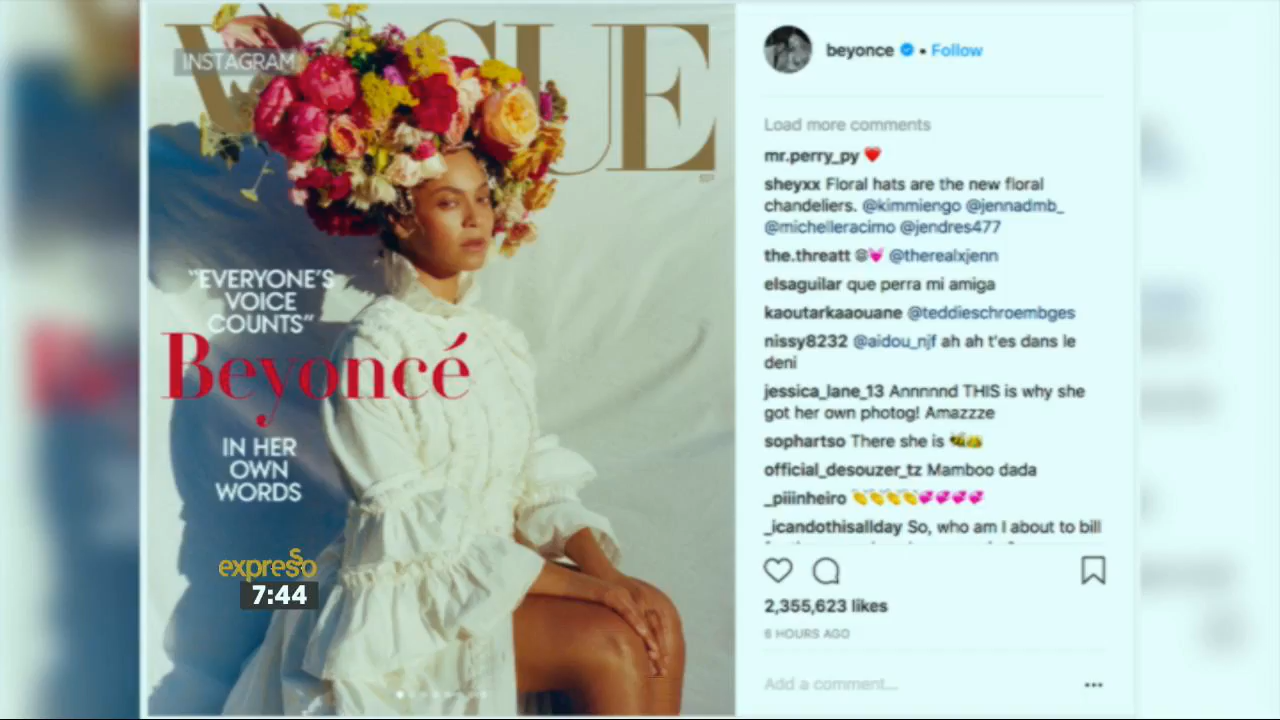 VOGUE
INSTAGRAM
"EVERYONE'S
VOICE
COUNTS"
Beyoncé
IN HER
OWN
WORDS
expresso
7:44
beyonce • Follow
Load more comments
mr.perry_py ❤️
sheyxx Floral hats are the new floral
chandeliers. @kimmiengo @jennadmb_
@michelleracimo @jendres477
the.threatt @therealxjenn
elsaguilar que perra mi amiga
kaoutarkaaouane @teddieschroembges
nissy8232 @aidou_njf ah ah t'es dans le
deni
jessica_lane_13 Annnnnd THIS is why she
got her own photog! Amazzze
sophartso There she is 🐝🐝
official_desouzer_tz Mamboo dada
_piiinheiro 👏👏👏👏💞💞💞💞
_icandothisallday So, who am I about to bill
2,355,623 likes
6 HOURS AGO
Add a comment...